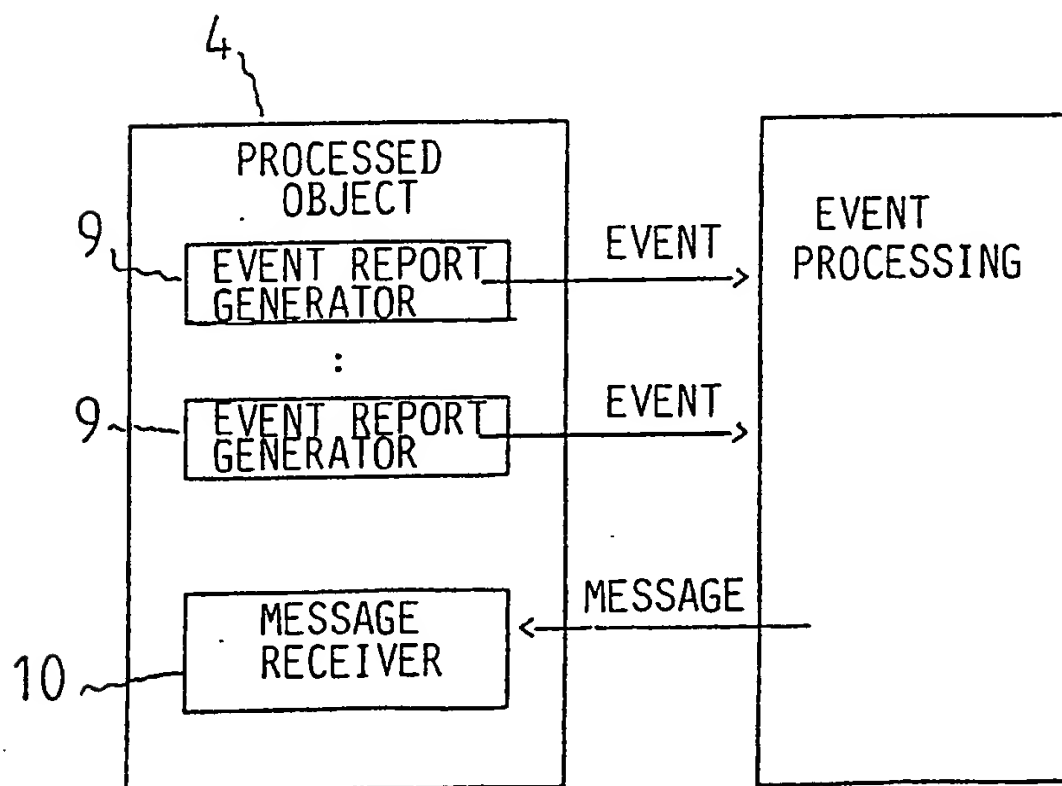 4
PROCESSED
OBJECT
9
EVENT REPORT
GENERATOR
EVENT
EVENT
PROCESSING
:
9
EVENT REPORT
GENERATOR
EVENT
MESSAGE
RECEIVER
MESSAGE
10